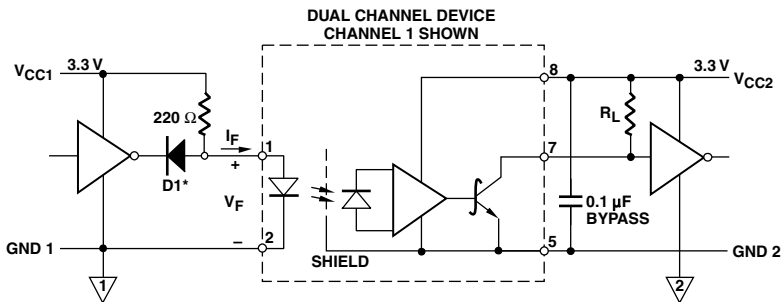 DUAL CHANNEL DEVICE
CHANNEL 1 SHOWN
VCC1
3.3 V
220 Ω
D1*
IF
+
1
VF
–
2
GND 1
1
SHIELD
8
7
5
3.3 V
VCC2
RL
0.1 µF
BYPASS
GND 2
2